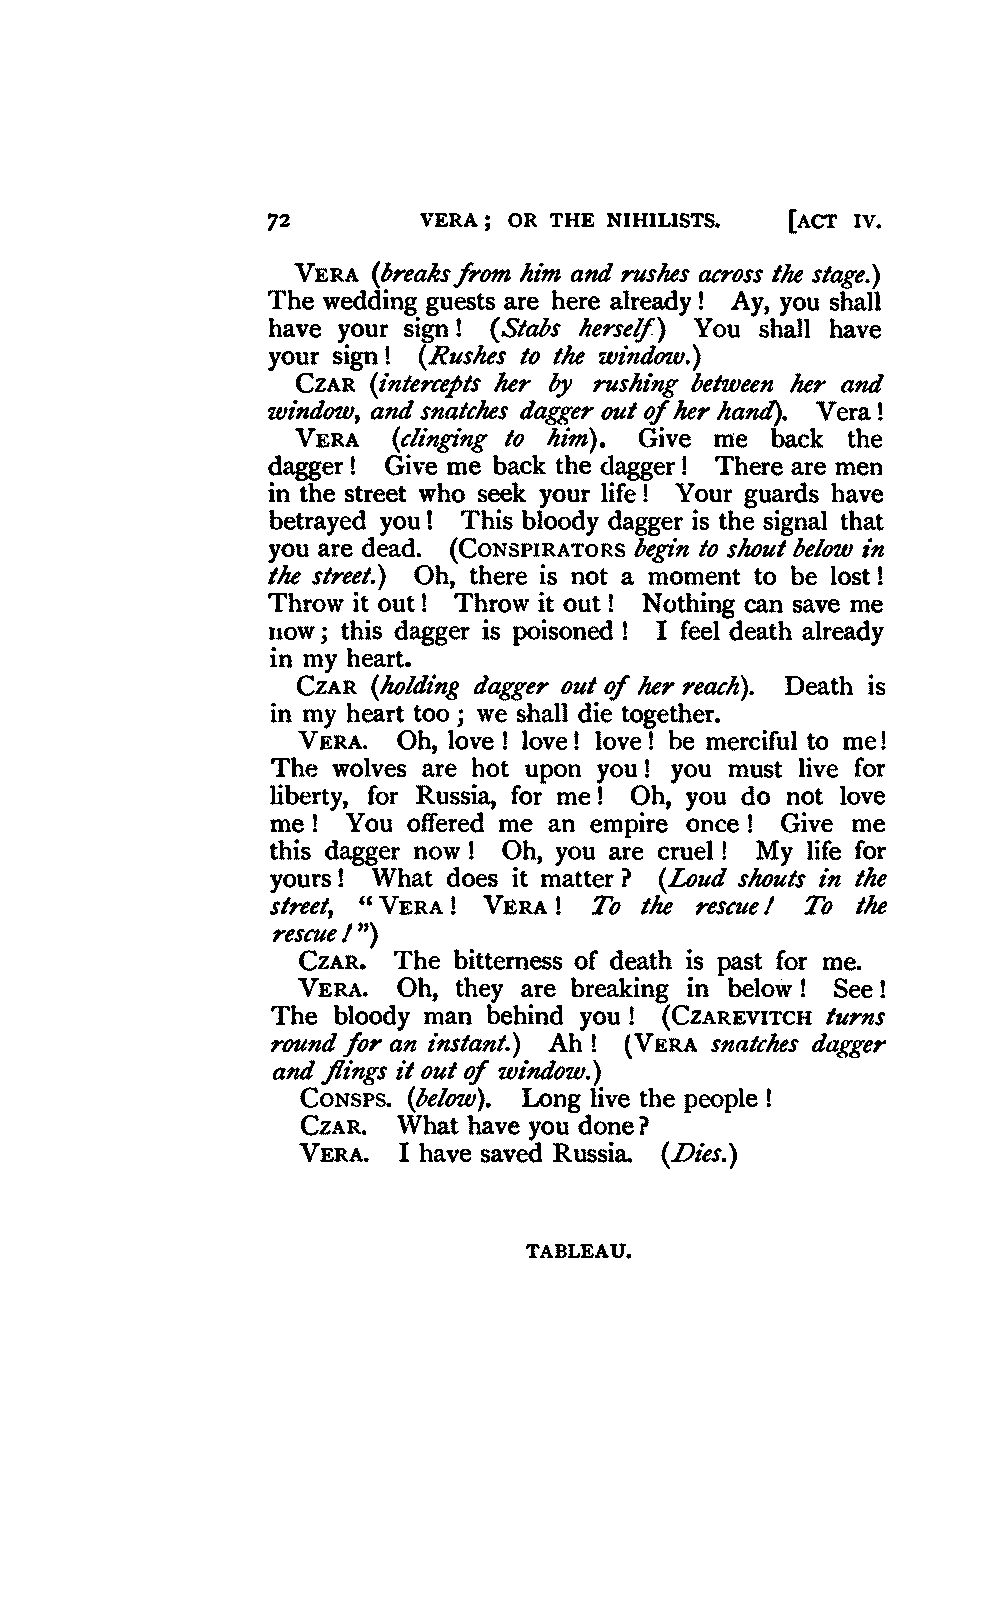 72 VERA; OR THE NIHILISTS. [ACT IV.
VERA (breaks from him and rushes across the stage.)
The wedding guests are here already! Ay, you shall
have your sign! (Stabs herself.) You shall have
your sign! (Rushes to the window.)
CZAR (intercepts her by rushing between her and
window, and snatches dagger out of her hand). Vera!
VERA (clinging to him). Give me back the
dagger! Give me back the dagger! There are men
in the street who seek your life! Your guards have
betrayed you! This bloody dagger is the signal that
you are dead. (CONSPIRATORS begin to shout below in
the street.) Oh, there is not a moment to be lost!
Throw it out! Throw it out! Nothing can save me
now; this dagger is poisoned! I feel death already
in my heart.
CZAR (holding dagger out of her reach). Death is
in my heart too; we shall die together.
VERA. Oh, love! love! love! be merciful to me!
The wolves are hot upon you! you must live for
liberty, for Russia, for me! Oh, you do not love
me! You offered me an empire once! Give me
this dagger now! Oh, you are cruel! My life for
yours! What does it matter? (Loud shouts in the
street, "VERA! VERA! To the rescue! To the
rescue!")
CZAR. The bitterness of death is past for me.
VERA. Oh, they are breaking in below! See!
The bloody man behind you! (CZAREVITCH turns
round for an instant.) Ah! (VERA snatches dagger
and flings it out of window.)
CONSPS. (below). Long live the people!
CZAR. What have you done?
VERA. I have saved Russia. (Dies.)
TABLEAU.